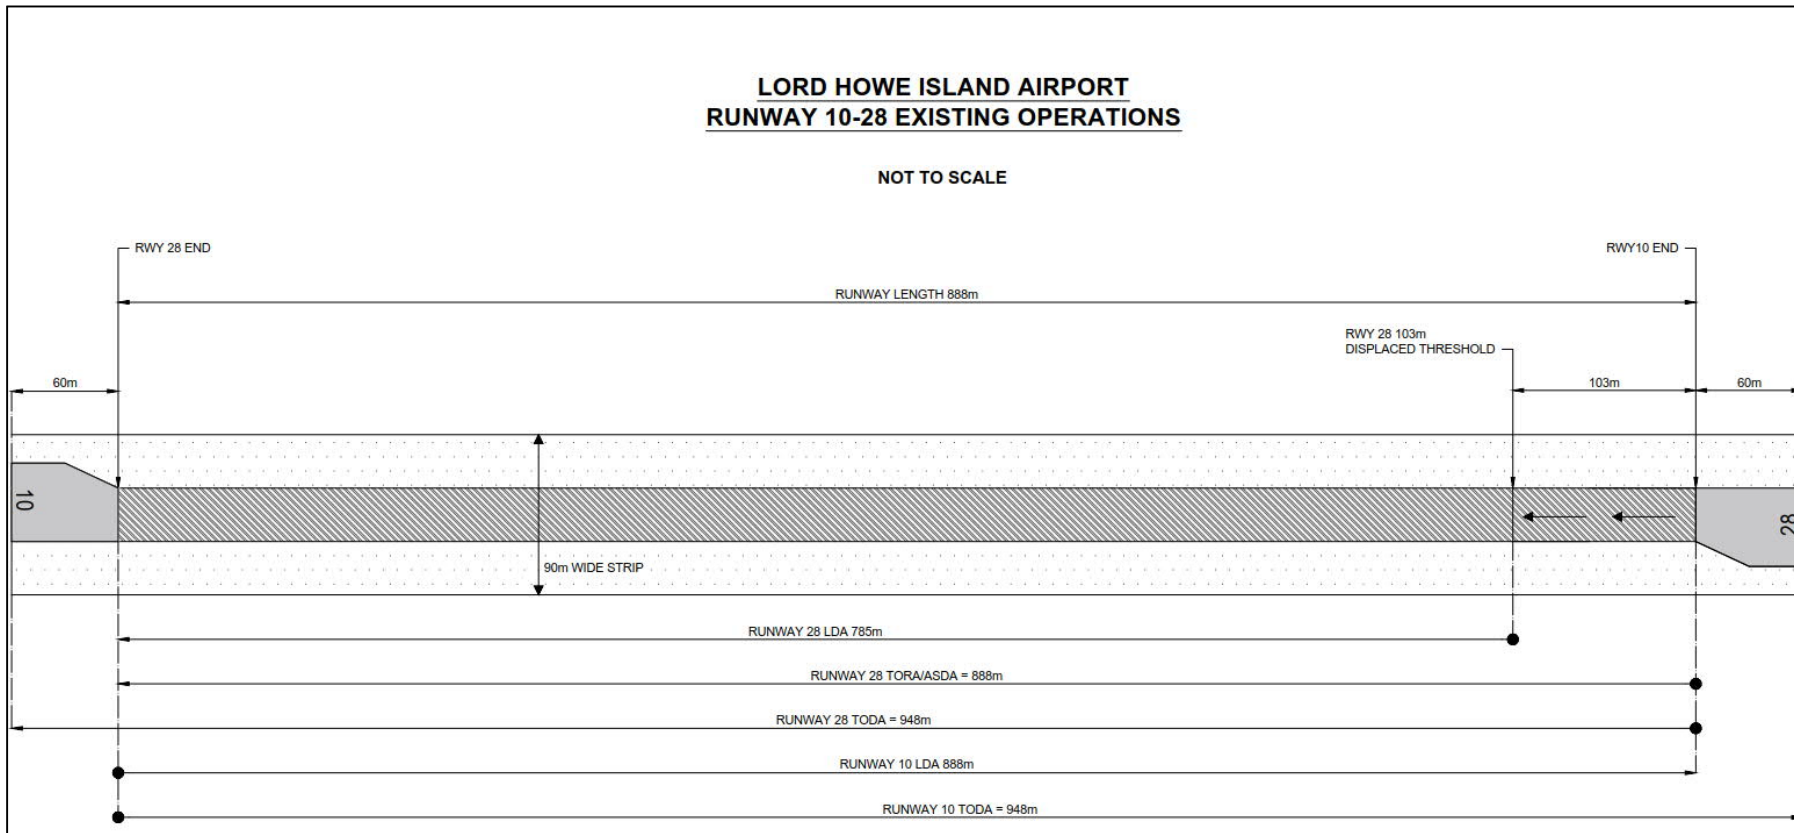 LORD HOWE ISLAND AIRPORT
RUNWAY 10-28 EXISTING OPERATIONS
NOT TO SCALE
RWY 28 END
RWY10 END
RUNWAY LENGTH 888m
RWY 28 103m
DISPLACED THRESHOLD
60m
103m
60m
10
28
90m WIDE STRIP
RUNWAY 28 LDA 785m
RUNWAY 28 TORA/ASDA = 888m
RUNWAY 28 TODA = 948m
RUNWAY 10 LDA 888m
RUNWAY 10 TODA = 948m